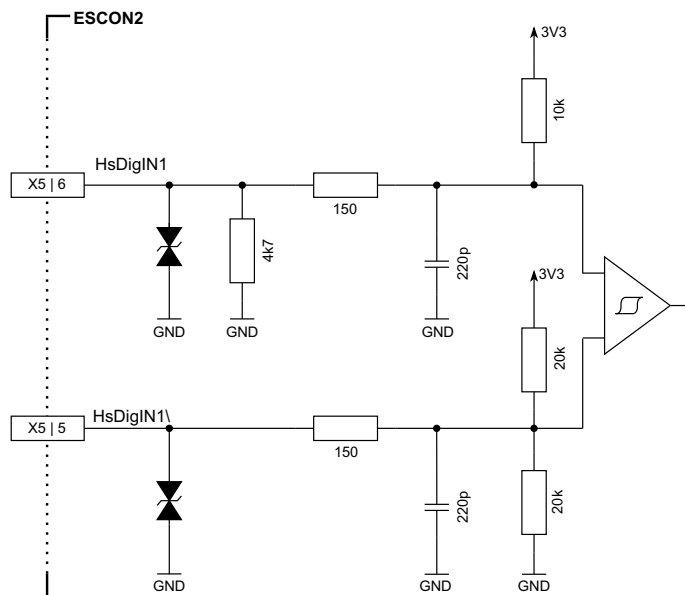 ESCON2
3V3
10k
HsDigIN1
X5 | 6
150
4k7
220p
GND
GND
GND
3V3
20k
HsDigIN1\
X5 | 5
150
220p
20k
GND
GND
GND